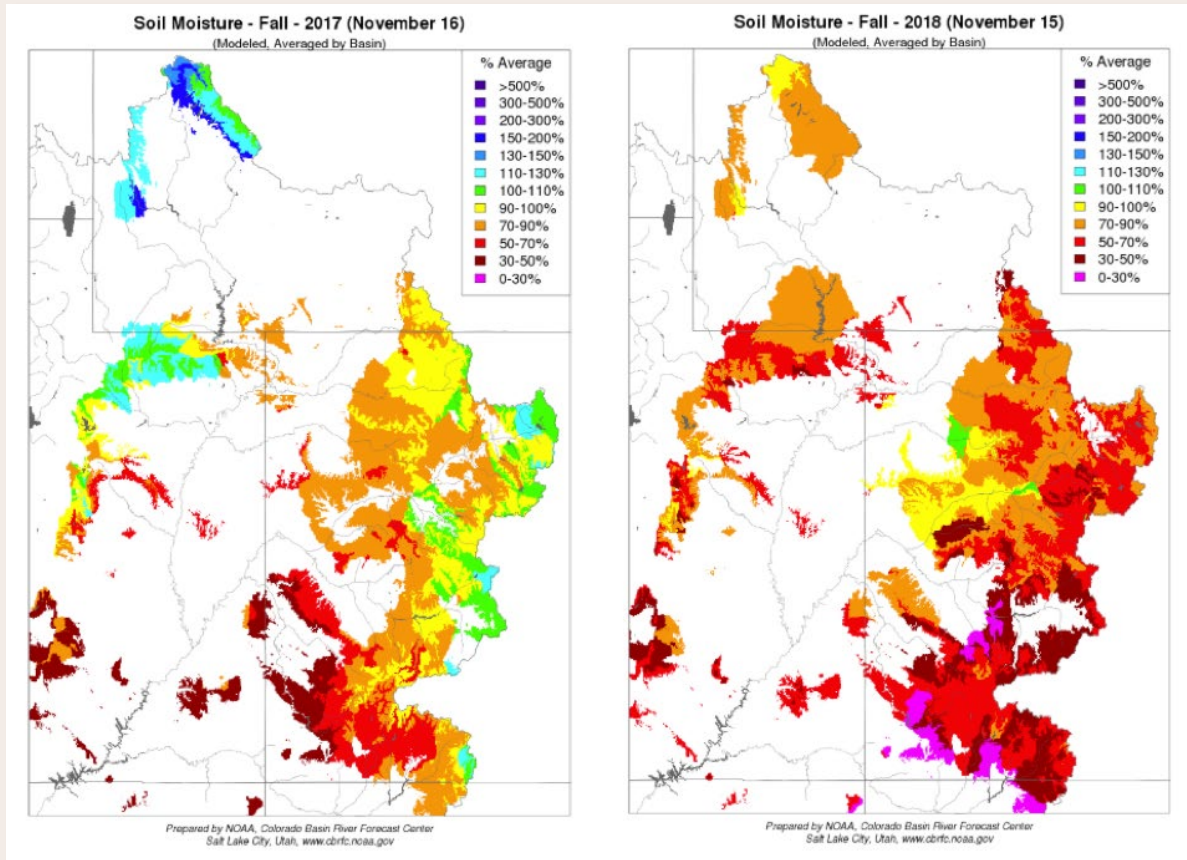 Soil Moisture - Fall - 2017 (November 16)
(Modeled, Averaged by Basin)
% Average
>500%
300-500%
200-300%
150-200%
130-150%
110-130%
100-110%
90-100%
70-90%
50-70%
30-50%
0-30%
Prepared by NOAA, Colorado Basin River Forecast Center
Salt Lake City, Utah, www.cbrfc.noaa.gov
Soil Moisture - Fall - 2018 (November 15)
(Modeled, Averaged by Basin)
% Average
>500%
300-500%
200-300%
150-200%
130-150%
110-130%
100-110%
90-100%
70-90%
50-70%
30-50%
0-30%
Prepared by NOAA, Colorado Basin River Forecast Center
Salt Lake City, Utah, www.cbrfc.noaa.gov